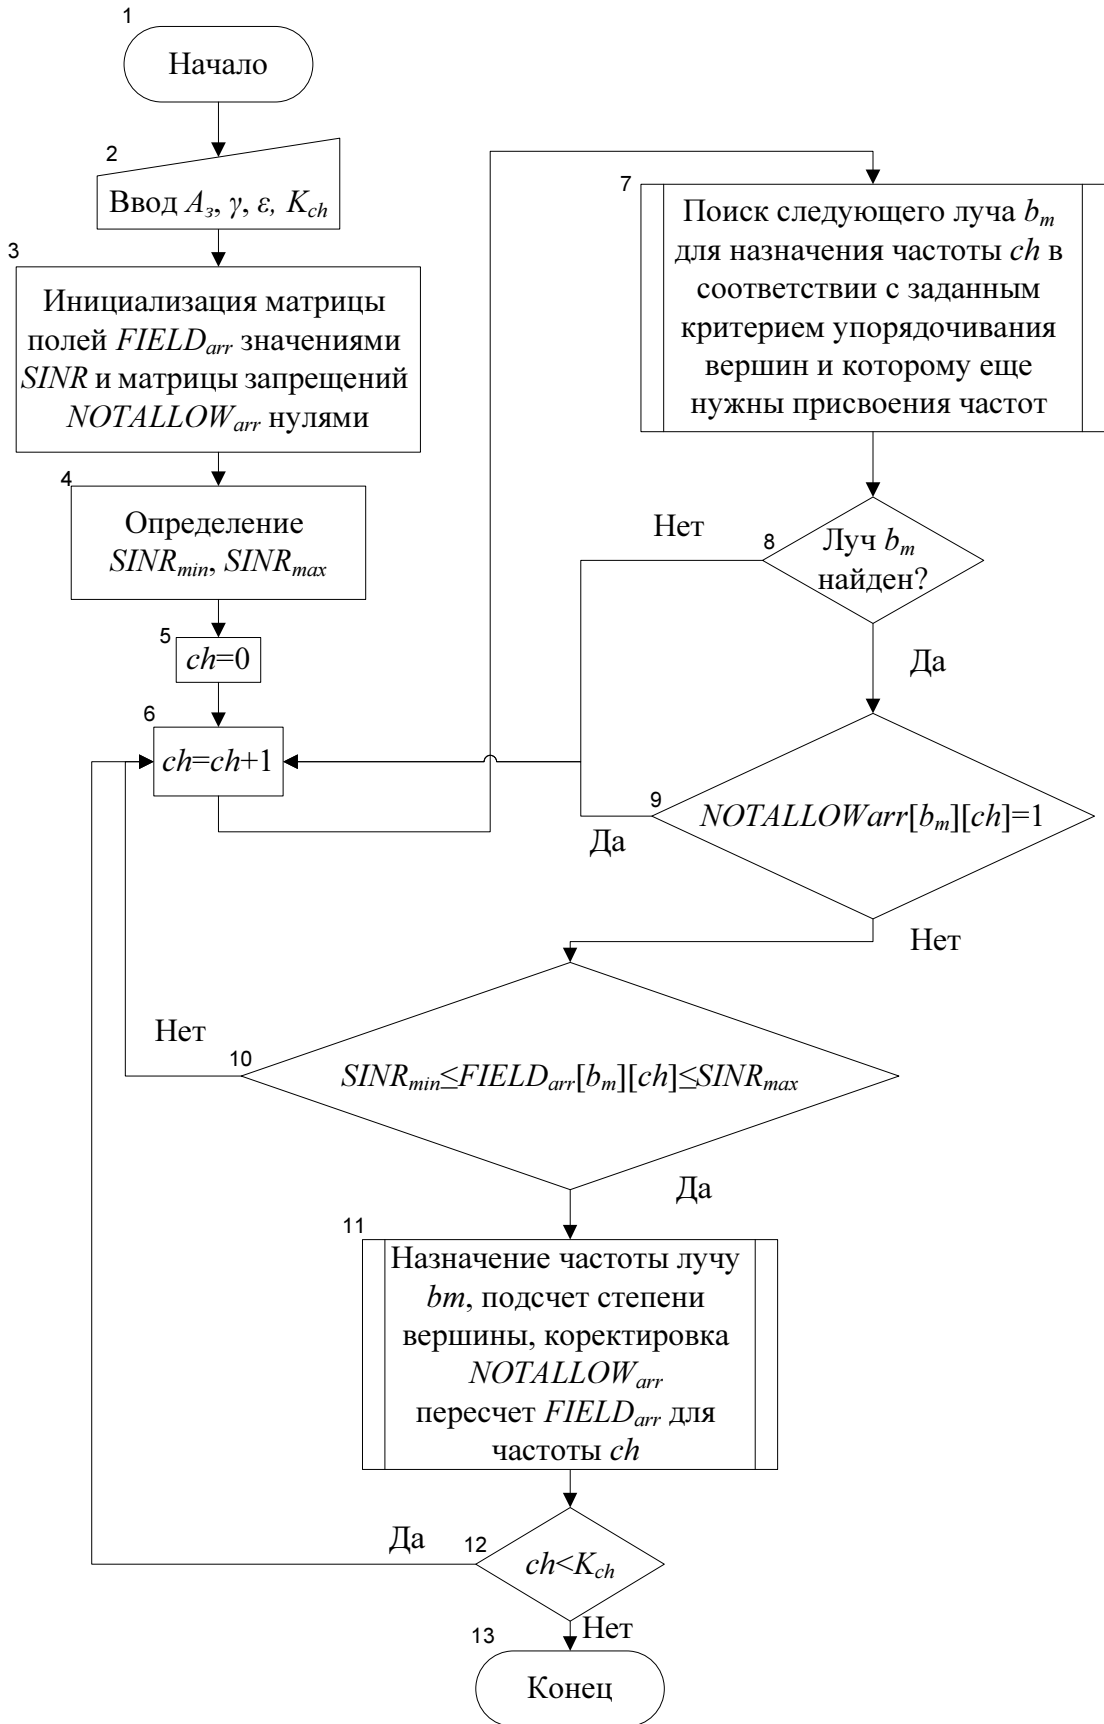 1
Начало
2
Ввод Aз, γ, ε, Kch
3
Инициализация матрицы
полей FIELDarr значениями
SINR и матрицы запрещений
NOTALLOWarr нулями
4
Определение
SINRmin, SINRmax
5
ch=0
6
ch=ch+1
7
Поиск следующего луча bm
для назначения частоты ch в
соответствии с заданным
критерием упорядочивания
вершин и которому еще
нужны присвоения частот
Нет
8
Луч bm
найден?
Да
9
NOTALLOWarr[bm][ch]=1
Да
Нет
Нет
10
SINRmin≤FIELDarr[bm][ch]≤SINRmax
Да
11
Назначение частоты лучу
bm, подсчет степени
вершины, коректировка
NOTALLOWarr
пересчет FIELDarr для
частоты ch
Да
12
ch<Kch
Нет
13
Конец